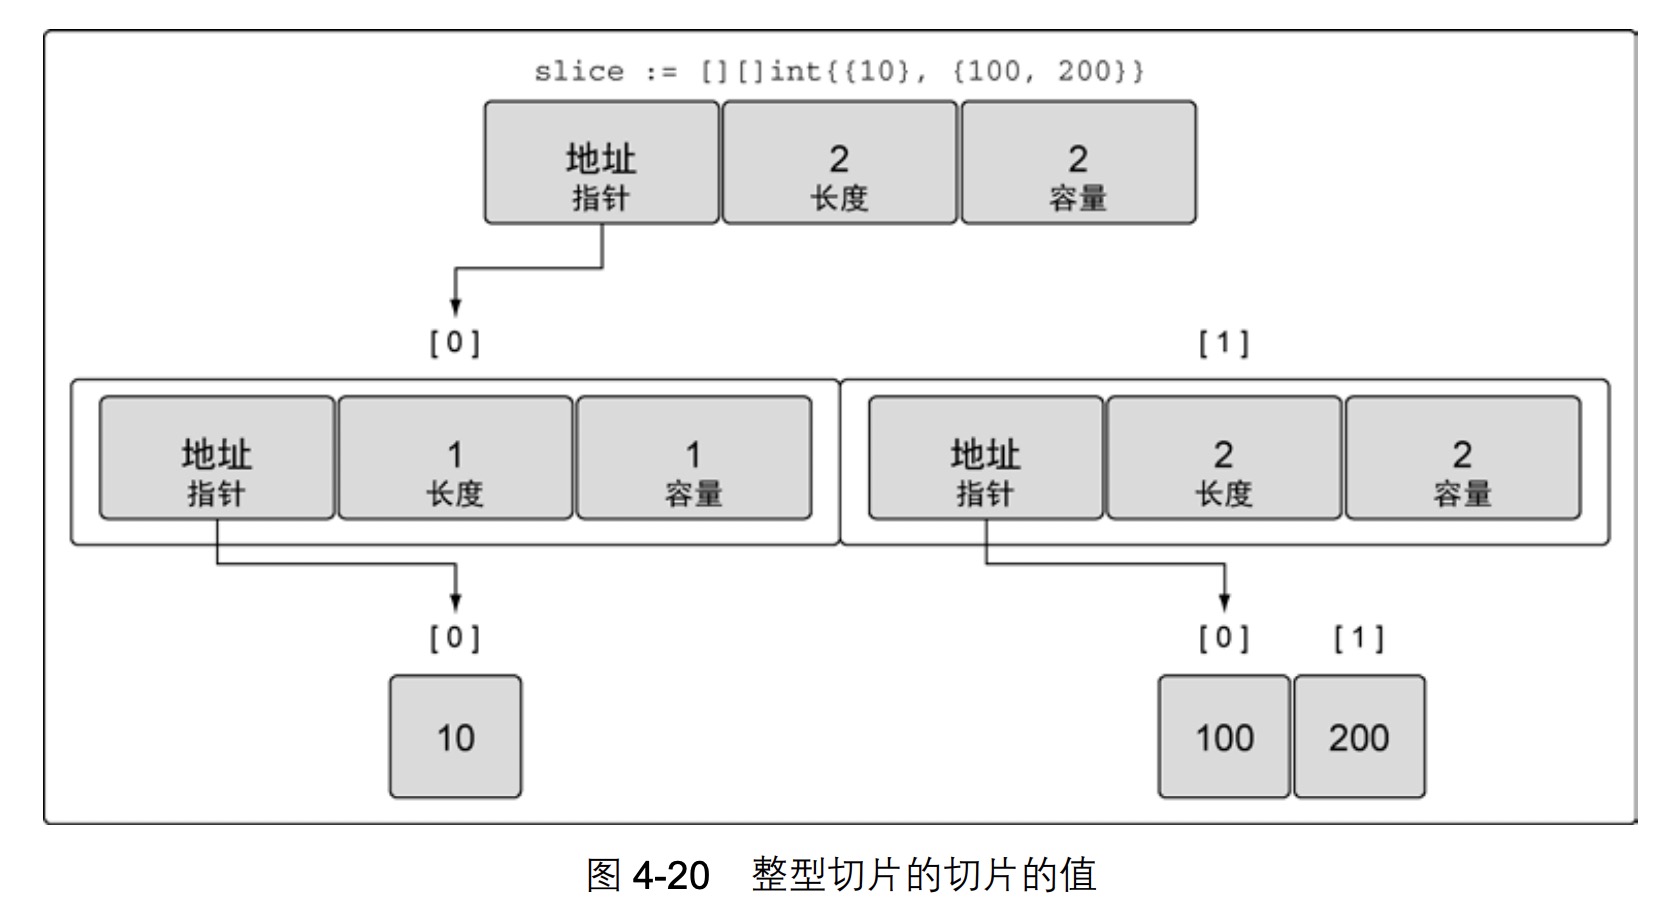 slice := [][]int{{10}, {100, 200}}
地址 2 2
指针 长度 容量
[0] [1]
地址 1 1 地址 2 2
指针 长度 容量 指针 长度 容量
[0] [0] [1]
10 100 200
图 4-20 整型切片的切片的值